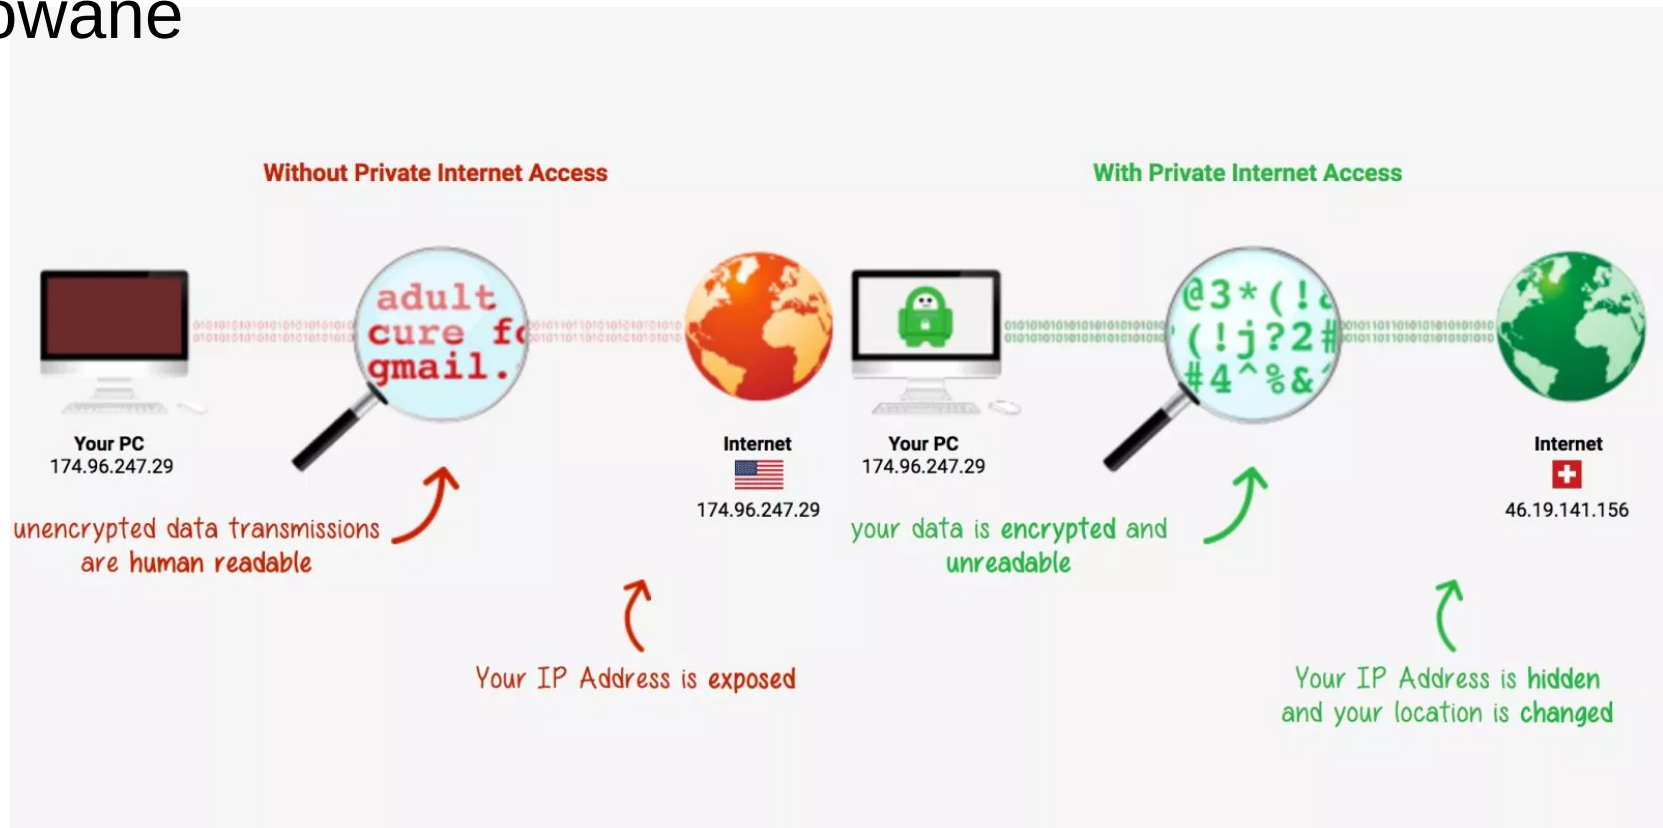 Without Private Internet Access
adult
cure
gmail.
Your PC
174.96.247.29
Internet
174.96.247.29
unencrypted data transmissions
are human readable
Your IP Address is exposed
With Private Internet Access
@3*(!
(!j?2#
#4^%&
Your PC
174.96.247.29
Internet
46.19.141.156
your data is encrypted and
unreadable
Your IP Address is hidden
and your location is changed